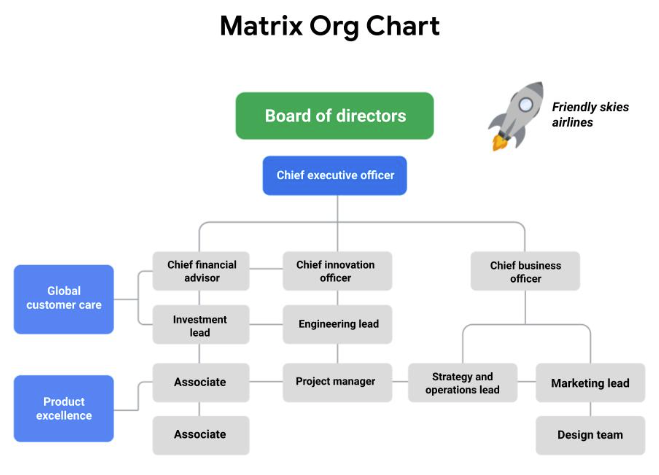 Matrix Org Chart
Friendly skies
airlines
Board of directors
Chief executive officer
Global
customer care
Chief financial
advisor
Chief innovation
officer
Chief business
officer
Investment
lead
Engineering lead
Product
excellence
Associate
Project manager
Strategy and
operations lead
Marketing lead
Associate
Design team